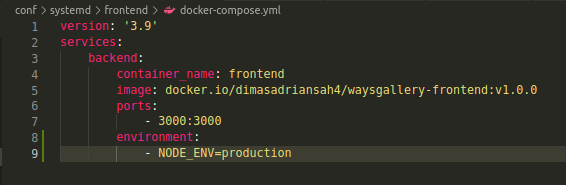 conf > systemd > frontend > docker-compose.yml
1 version: '3.9'
2 services:
3 backend:
4 container_name: frontend
5 image: docker.io/dimasadriansah4/waysgallery-frontend:v1.0.0
6 ports:
7 - 3000:3000
8 environment:
9 - NODE_ENV=production